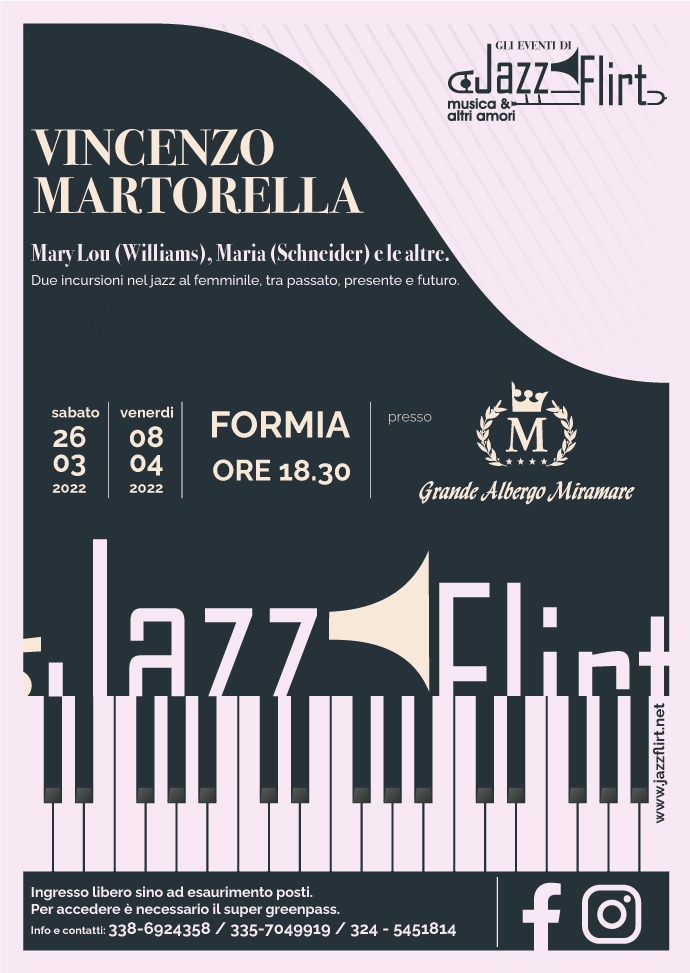 GLI EVENTI DI
Jazz Flirt
musica &
altri amori
VINCENZO
MARTORELLA
Mary Lou (Williams), Maria (Schneider) e le altre.
Due incursioni nel jazz al femminile, tra passato, presente e futuro.
sabato
26
03
2022
venerdi
08
04
2022
FORMIA
ORE 18.30
presso
M
Grande Albergo Miramare
Jazz Flirt
www.jazzflirt.net
Ingresso libero sino ad esaurimento posti.
Per accedere è necessario il super greenpass.
Info e contatti: 338-6924358 / 335-7049919 / 324 - 5451814